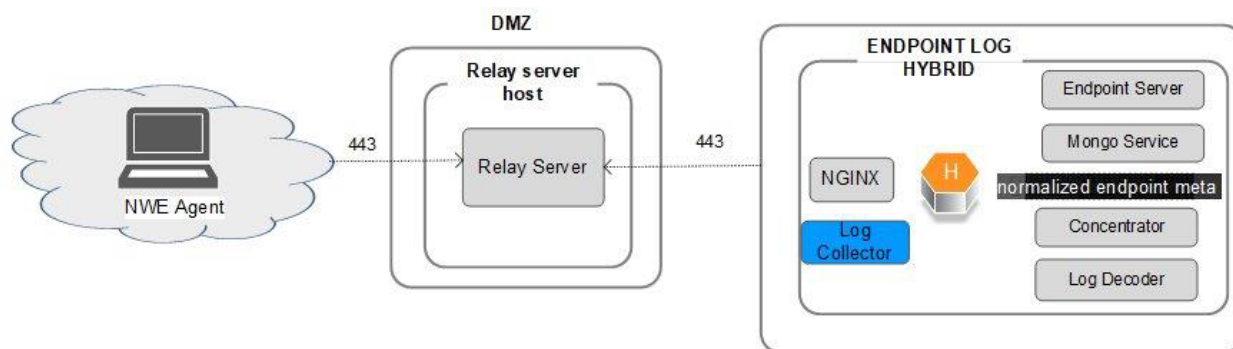 DMZ
Relay server
host
Relay Server
443
NWE Agent
443
ENDPOINT LOG
HYBRID
Endpoint Server
Mongo Service
NGINX
H
normalized endpoint meta
Log
Collector
Concentrator
Log Decoder